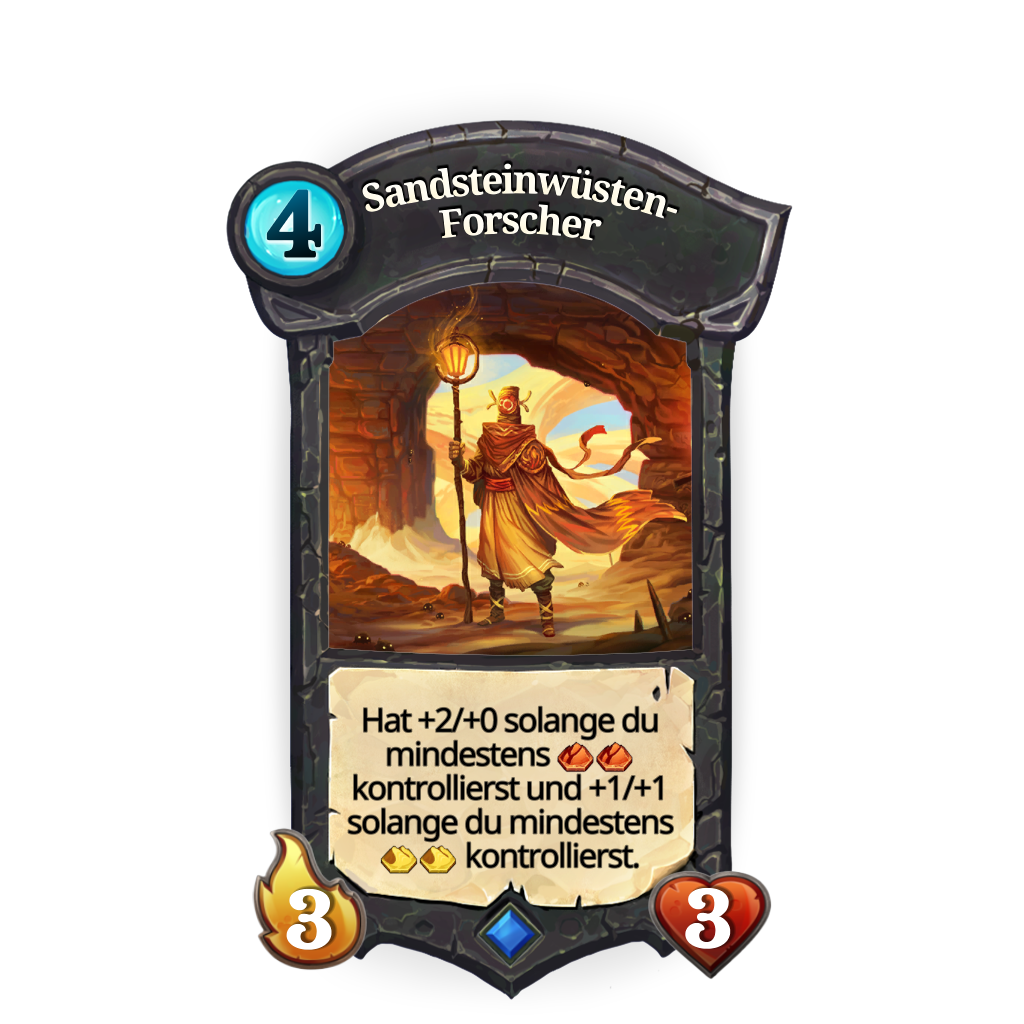 4
Sandsteinwüsten-
Forscher
Hat +2/+0 solange du
mindestens
kontrollierst und +1/+1
solange du mindestens
kontrollierst.
3
3